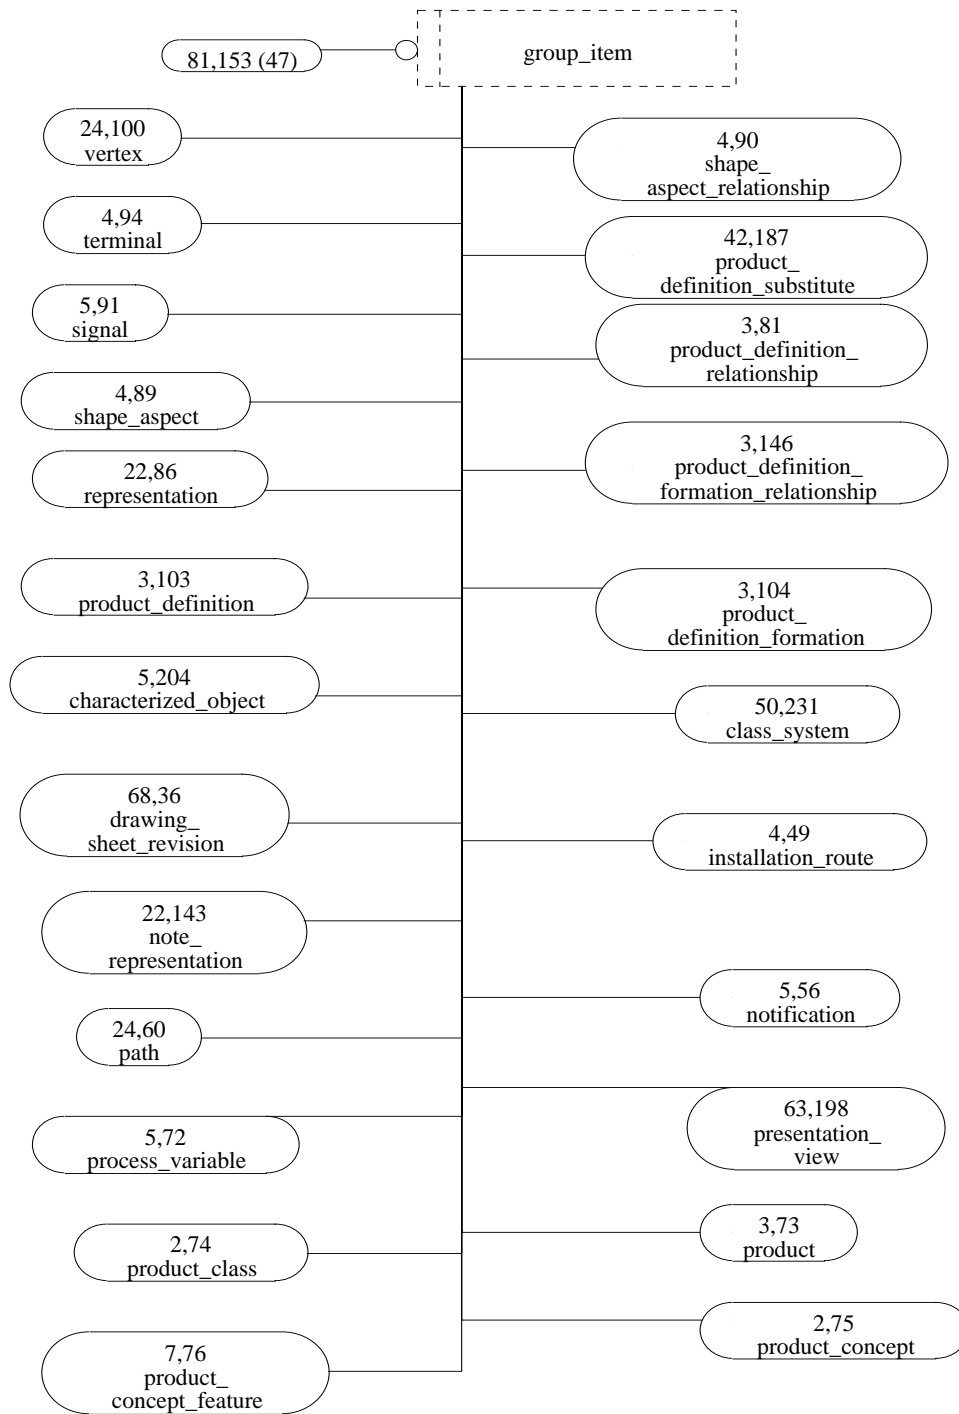 81,153 (47)
group_item
24,100
vertex
4,94
terminal
5,91
signal
4,89
shape_aspect
22,86
representation
3,103
product_definition
5,204
characterized_object
68,36
drawing_
sheet_revision
22,143
note_
representation
24,60
path
5,72
process_variable
2,74
product_class
7,76
product_
concept_feature
4,90
shape_
aspect_relationship
42,187
product_
definition_substitute
3,81
product_definition_
relationship
3,146
product_definition_
formation_relationship
3,104
product_
definition_formation
50,231
class_system
4,49
installation_route
5,56
notification
63,198
presentation_
view
3,73
product
2,75
product_concept